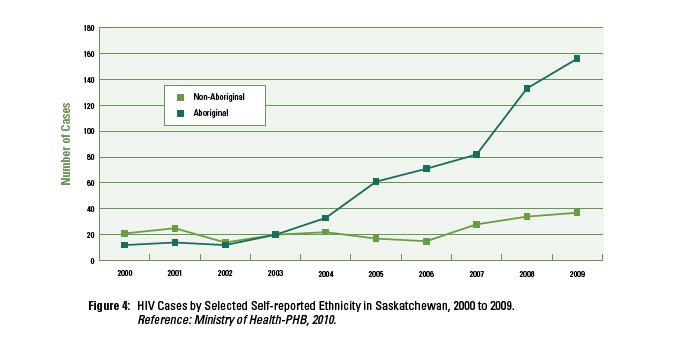 180
160
140
120
100
80
60
40
20
0
Number of Cases
Non-Aboriginal
Aboriginal
2000 2001 2002 2003 2004 2005 2006 2007 2008 2009
Figure 4: HIV Cases by Selected Self-reported Ethnicity in Saskatchewan, 2000 to 2009.
Reference: Ministry of Health-PHB, 2010.